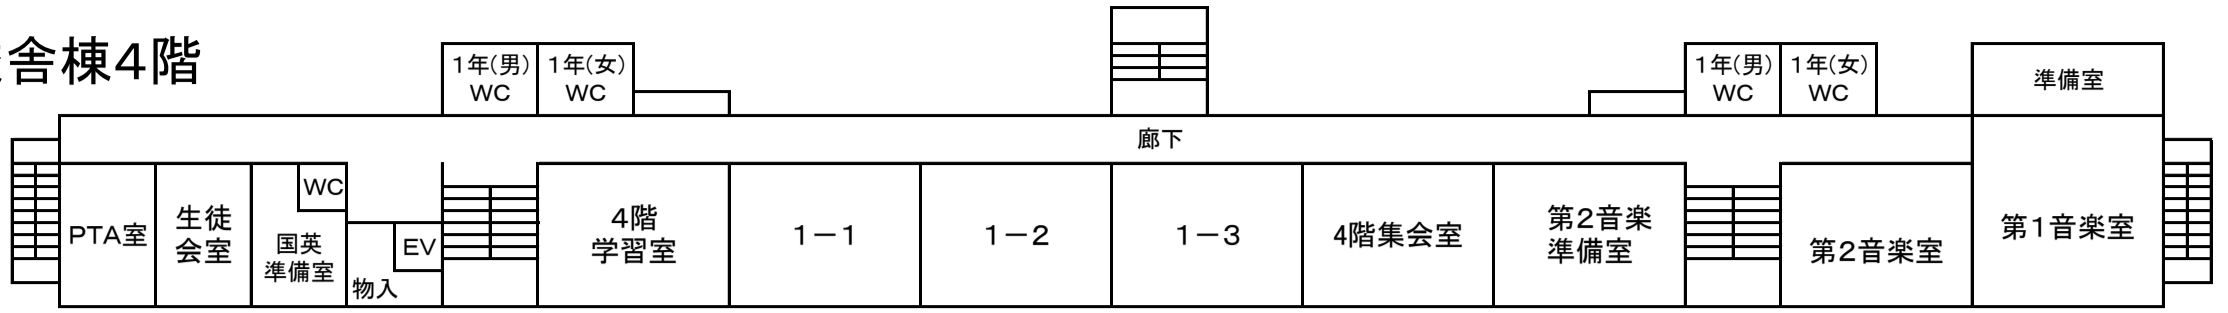 舎棟4階
1年(男)
WC
1年(女)
WC
1年(男)
WC
1年(女)
WC
準備室
廊下
PTA室
生徒
会室
WC
国英
準備室
EV
物入
4階
学習室
1－1
1－2
1－3
4階集会室
第2音楽
準備室
第2音楽室
第1音楽室